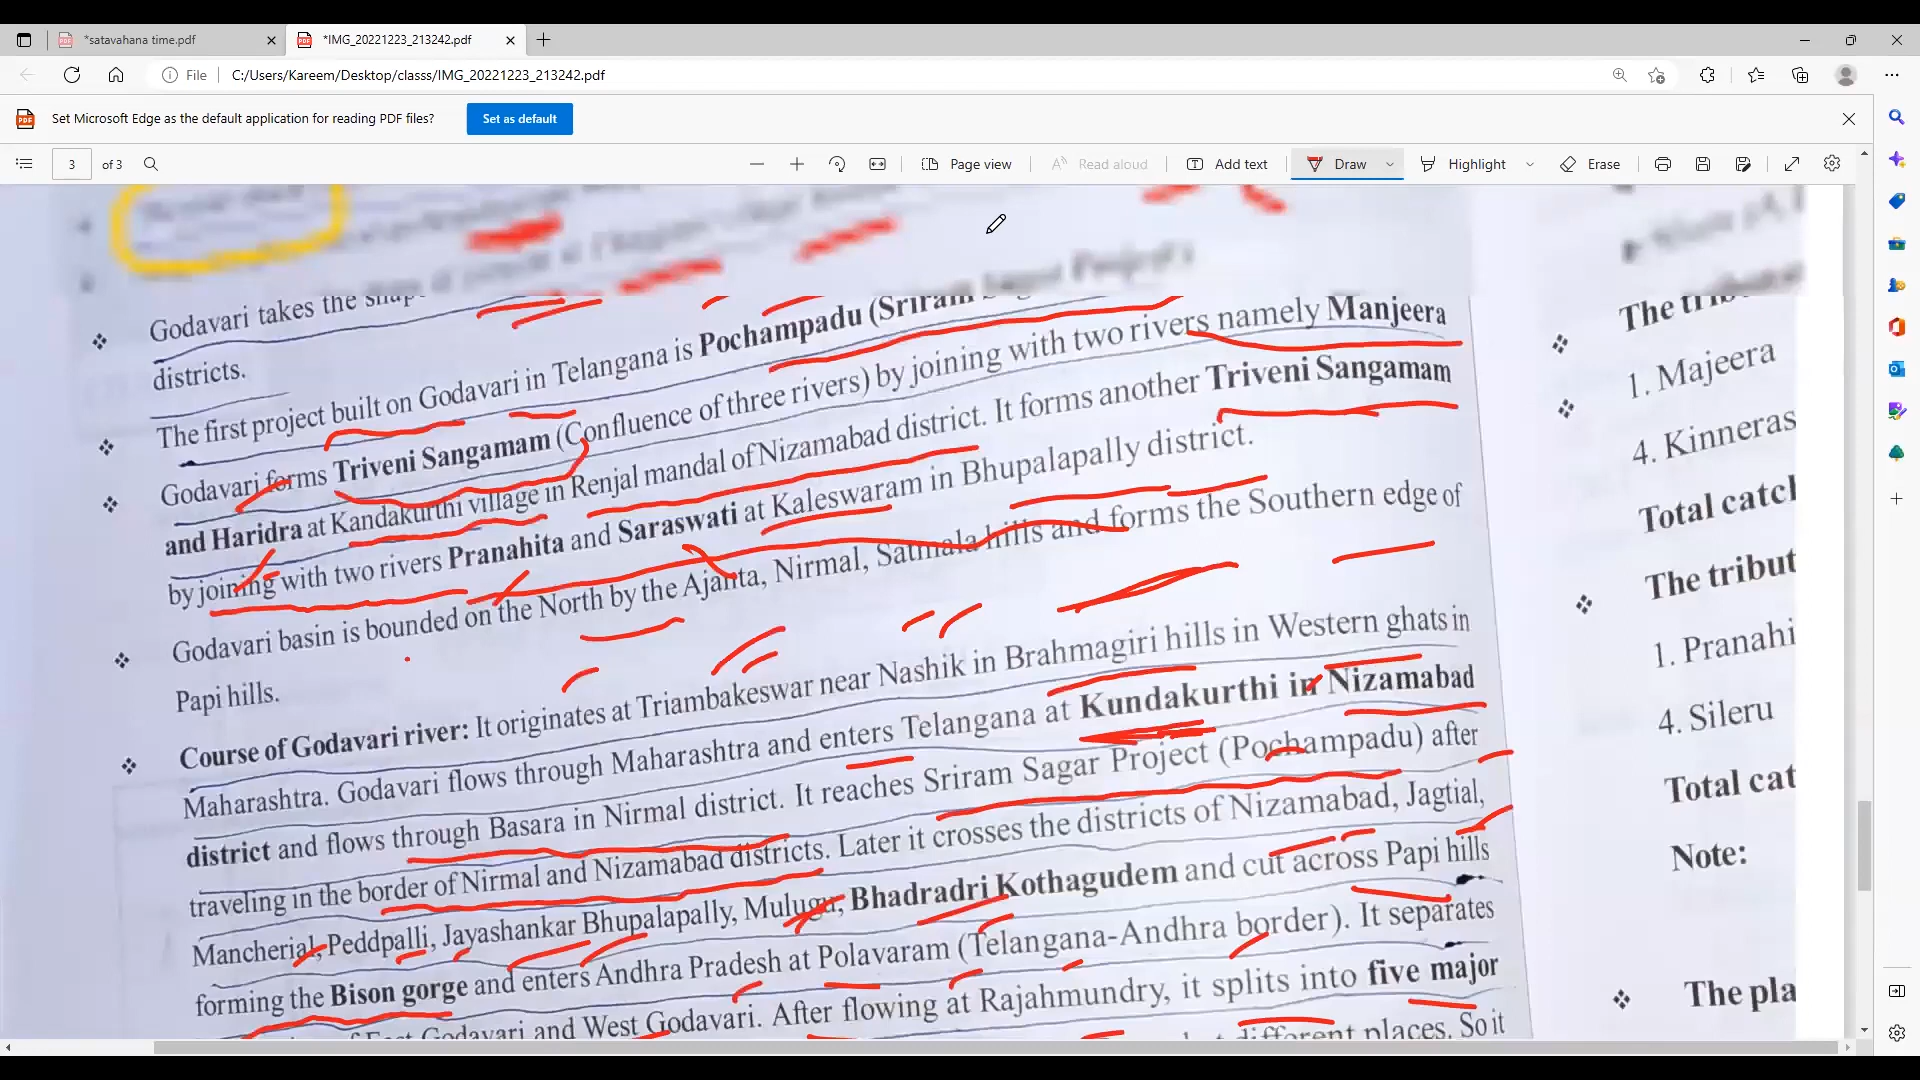 *satavahana time.pdf
*IMG_20221223_213242.pdf
File
C:/Users/Kareem/Desktop/classs/IMG_20221223_213242.pdf
Set Microsoft Edge as the default application for reading PDF files?
Set as default
3 of 3
Page view
Read aloud
Add text
Draw
Highlight
Erase
Godavari takes the
districts.
The first project built on Godavari in Telangana is Pochampadu (Sriram
Godavari forms Triveni Sangamam (Confluence of three rivers) by joining with two rivers namely Manjeera
and Haridra at Kandakurthi village in Renjal mandal of Nizamabad district. It forms another Triveni Sangamam
by joining with two rivers Pranahita and Saraswati at Kaleswaram in Bhupalapally district.
Godavari basin is bounded on the North by the Ajanta, Nirmal, Satmala hills and forms the Southern edge of
Papi hills.
Course of Godavari river: It originates at Triambakeswar near Nashik in Brahmagiri hills in Western ghats in
Maharashtra. Godavari flows through Maharashtra and enters Telangana at Kundakurthi in Nizamabad
district and flows through Basara in Nirmal district. It reaches Sriram Sagar Project (Pochampadu) after
traveling in the border of Nirmal and Nizamabad districts. Later it crosses the districts of Nizamabad, Jagtial,
Mancherial, Peddpalli, Jayashankar Bhupalapally, Mulugu, Bhadradri Kothagudem and cut across Papi hills
forming the Bison gorge and enters Andhra Pradesh at Polavaram (Telangana-Andhra border). It separates
East Godavari and West Godavari. After flowing at Rajahmundry, it splits into five major
different places. So it
The
1. Majeera
4. Kinneras
Total catch
The tribut
1. Pranahi
4. Sileru
Total cat
Note:
The pla